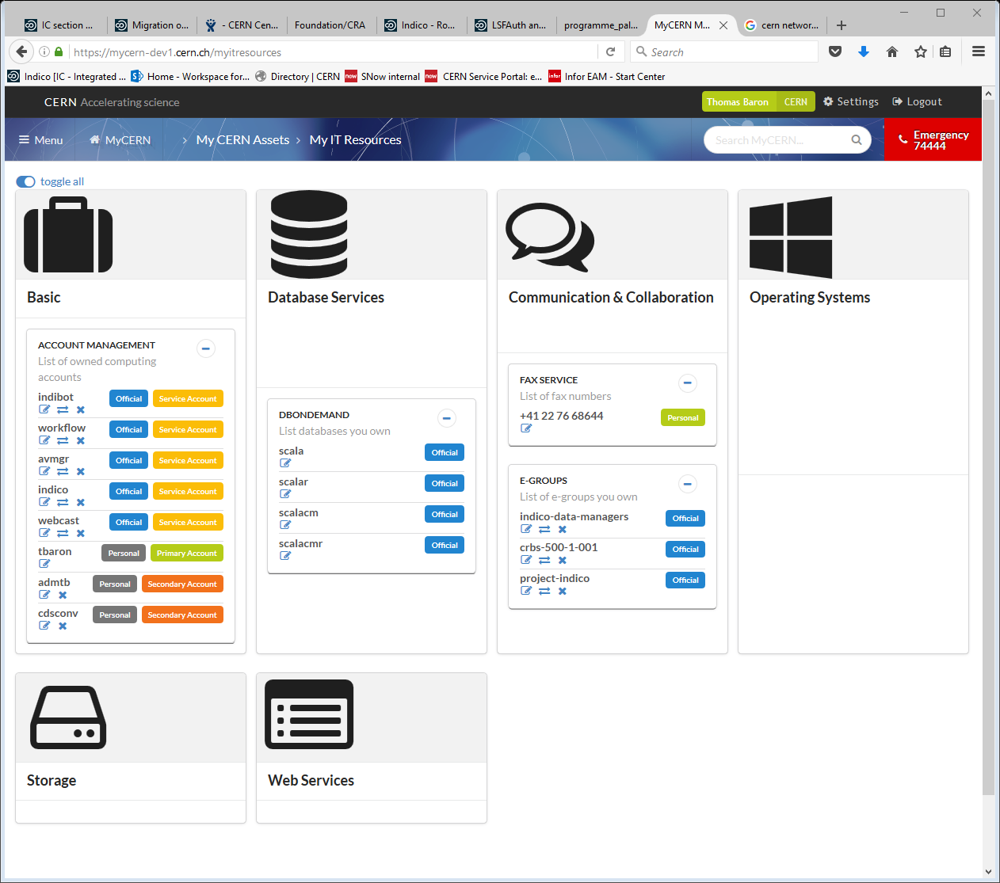 IC section ...
Migration o...
- CERN Cen...
Foundation/CRA
Indico - Ro...
LSFAuth an...
programme_pal...
MyCERN M...
cern networ...
https://mycern-dev1.cern.ch/myitresources
Search
Indico [IC - Integrated ...
Home - Workspace for...
Directory | CERN
now SNow internal
now CERN Service Portal: e...
infor Infor EAM - Start Center
CERN Accelerating science
Thomas Baron CERN
Settings
Logout
Menu
MyCERN
My CERN Assets
My IT Resources
Search MyCERN...
Emergency
74444
toggle all
Basic
ACCOUNT MANAGEMENT
List of owned computing
accounts
indibot Official Service Account
workflow Official Service Account
avmgr Official Service Account
indico Official Service Account
webcast Official Service Account
tbaron Personal Primary Account
admtb Personal Secondary Account
cdsconv Personal Secondary Account
Database Services
DBONDEMAND
List databases you own
scala Official
scalar Official
scalacm Official
scalacmr Official
Communication & Collaboration
FAX SERVICE
List of fax numbers
+41 22 76 68644 Personal
E-GROUPS
List of e-groups you own
indico-data-managers Official
crbs-500-1-001 Official
project-indico Official
Operating Systems
Storage
Web Services